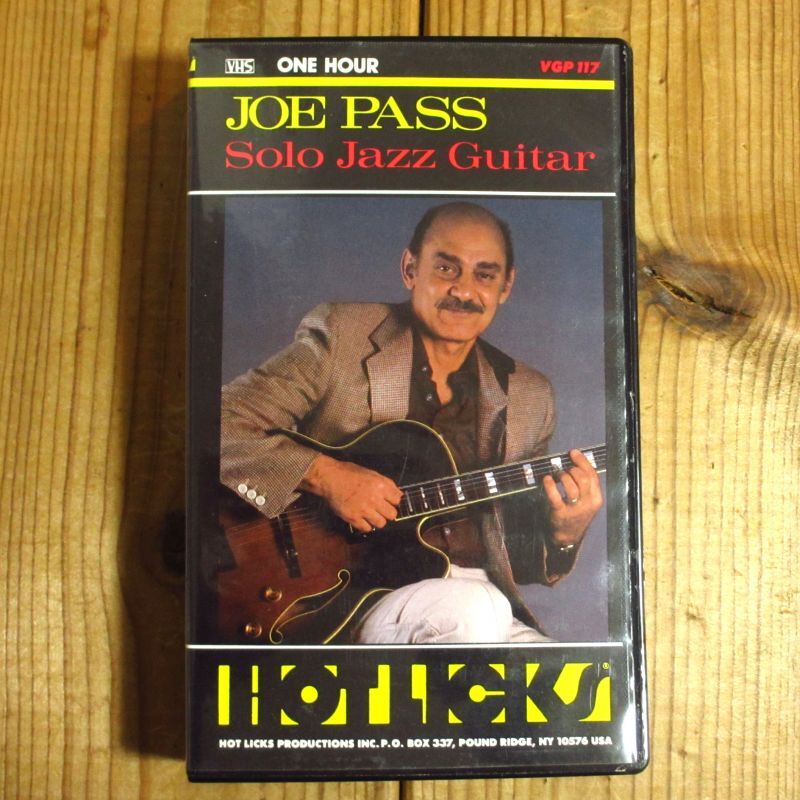 VHS ONE HOUR VGP 117
JOE PASS
Solo Jazz Guitar
HOT LICKS®
HOT LICKS PRODUCTIONS INC. P.O. BOX 337, POUND RIDGE, NY 10576 USA